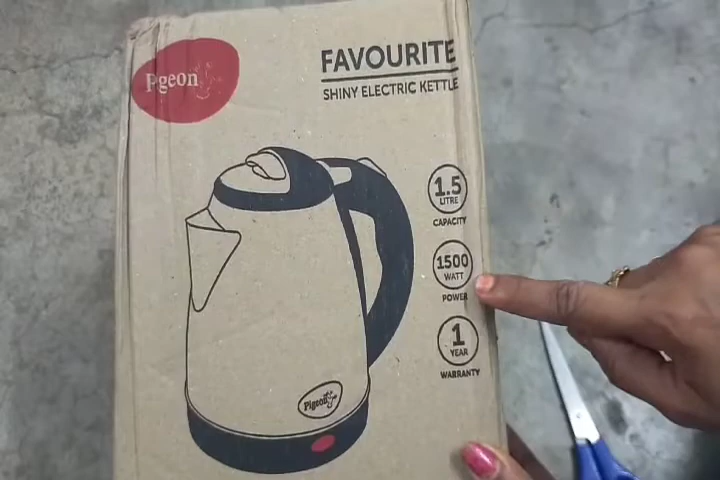 Pigeon
FAVOURITE
SHINY ELECTRIC KETTLE
1.5
LITRE
CAPACITY
1500
WATT
POWER
1
YEAR
WARRANTY
Pigeon